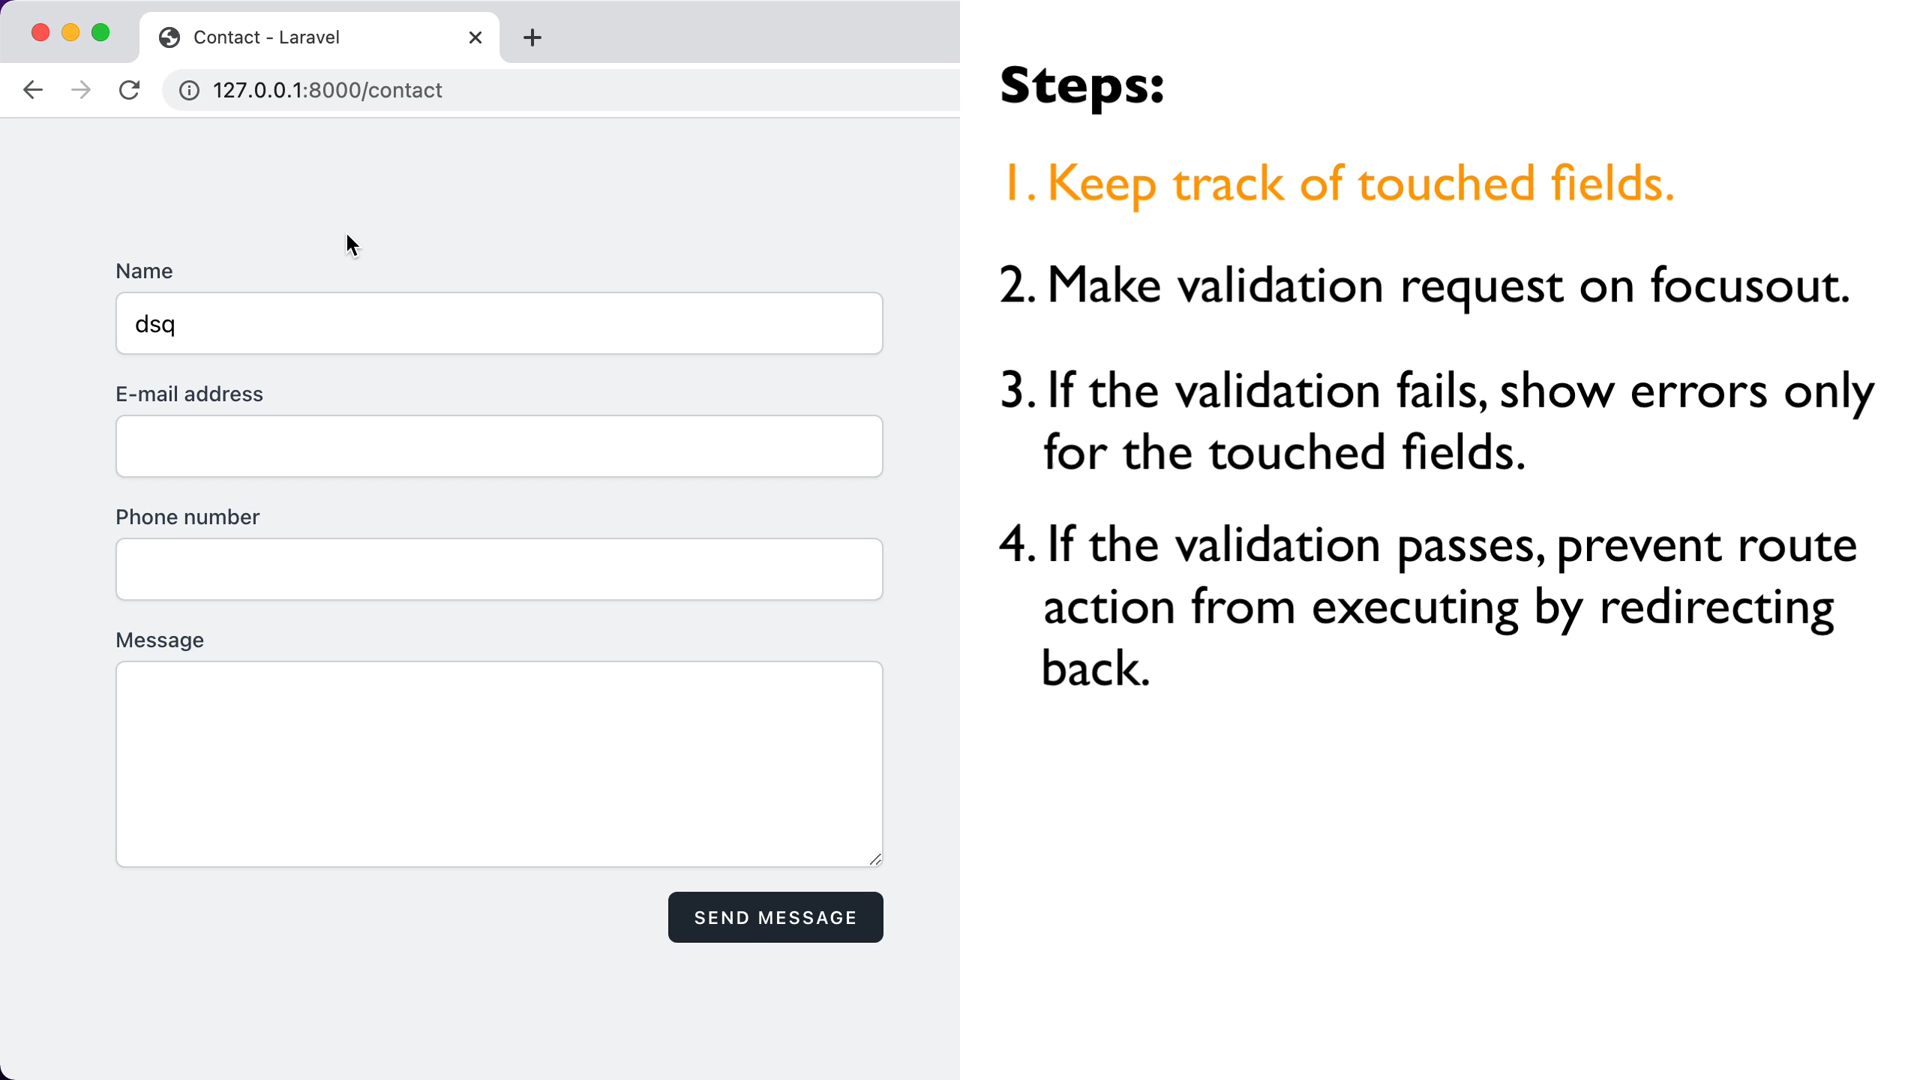 Contact - Laravel
127.0.0.1:8000/contact
Name
dsq
E-mail address
Phone number
Message
SEND MESSAGE
Steps:
1. Keep track of touched fields.
2. Make validation request on focusout.
3. If the validation fails, show errors only
for the touched fields.
4. If the validation passes, prevent route
action from executing by redirecting
back.